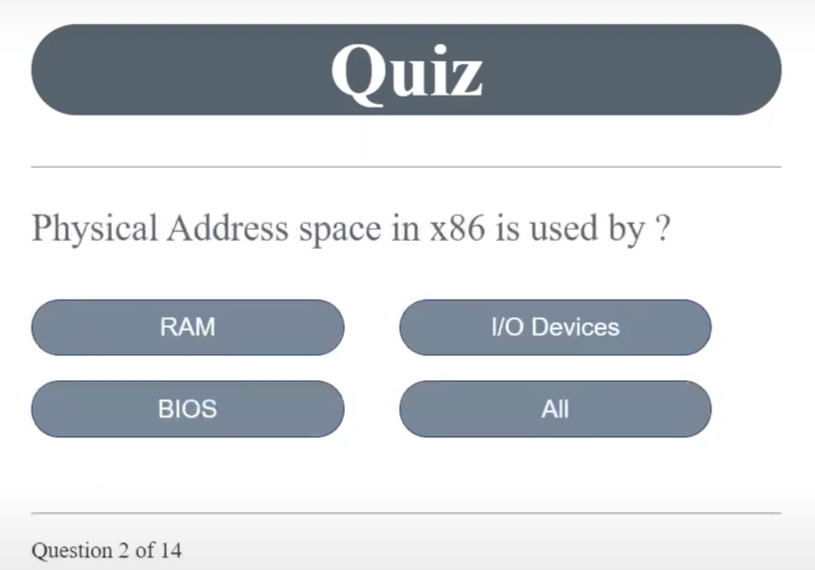 Quiz
Physical Address space in x86 is used by ?
RAM
I/O Devices
BIOS
All
Question 2 of 14